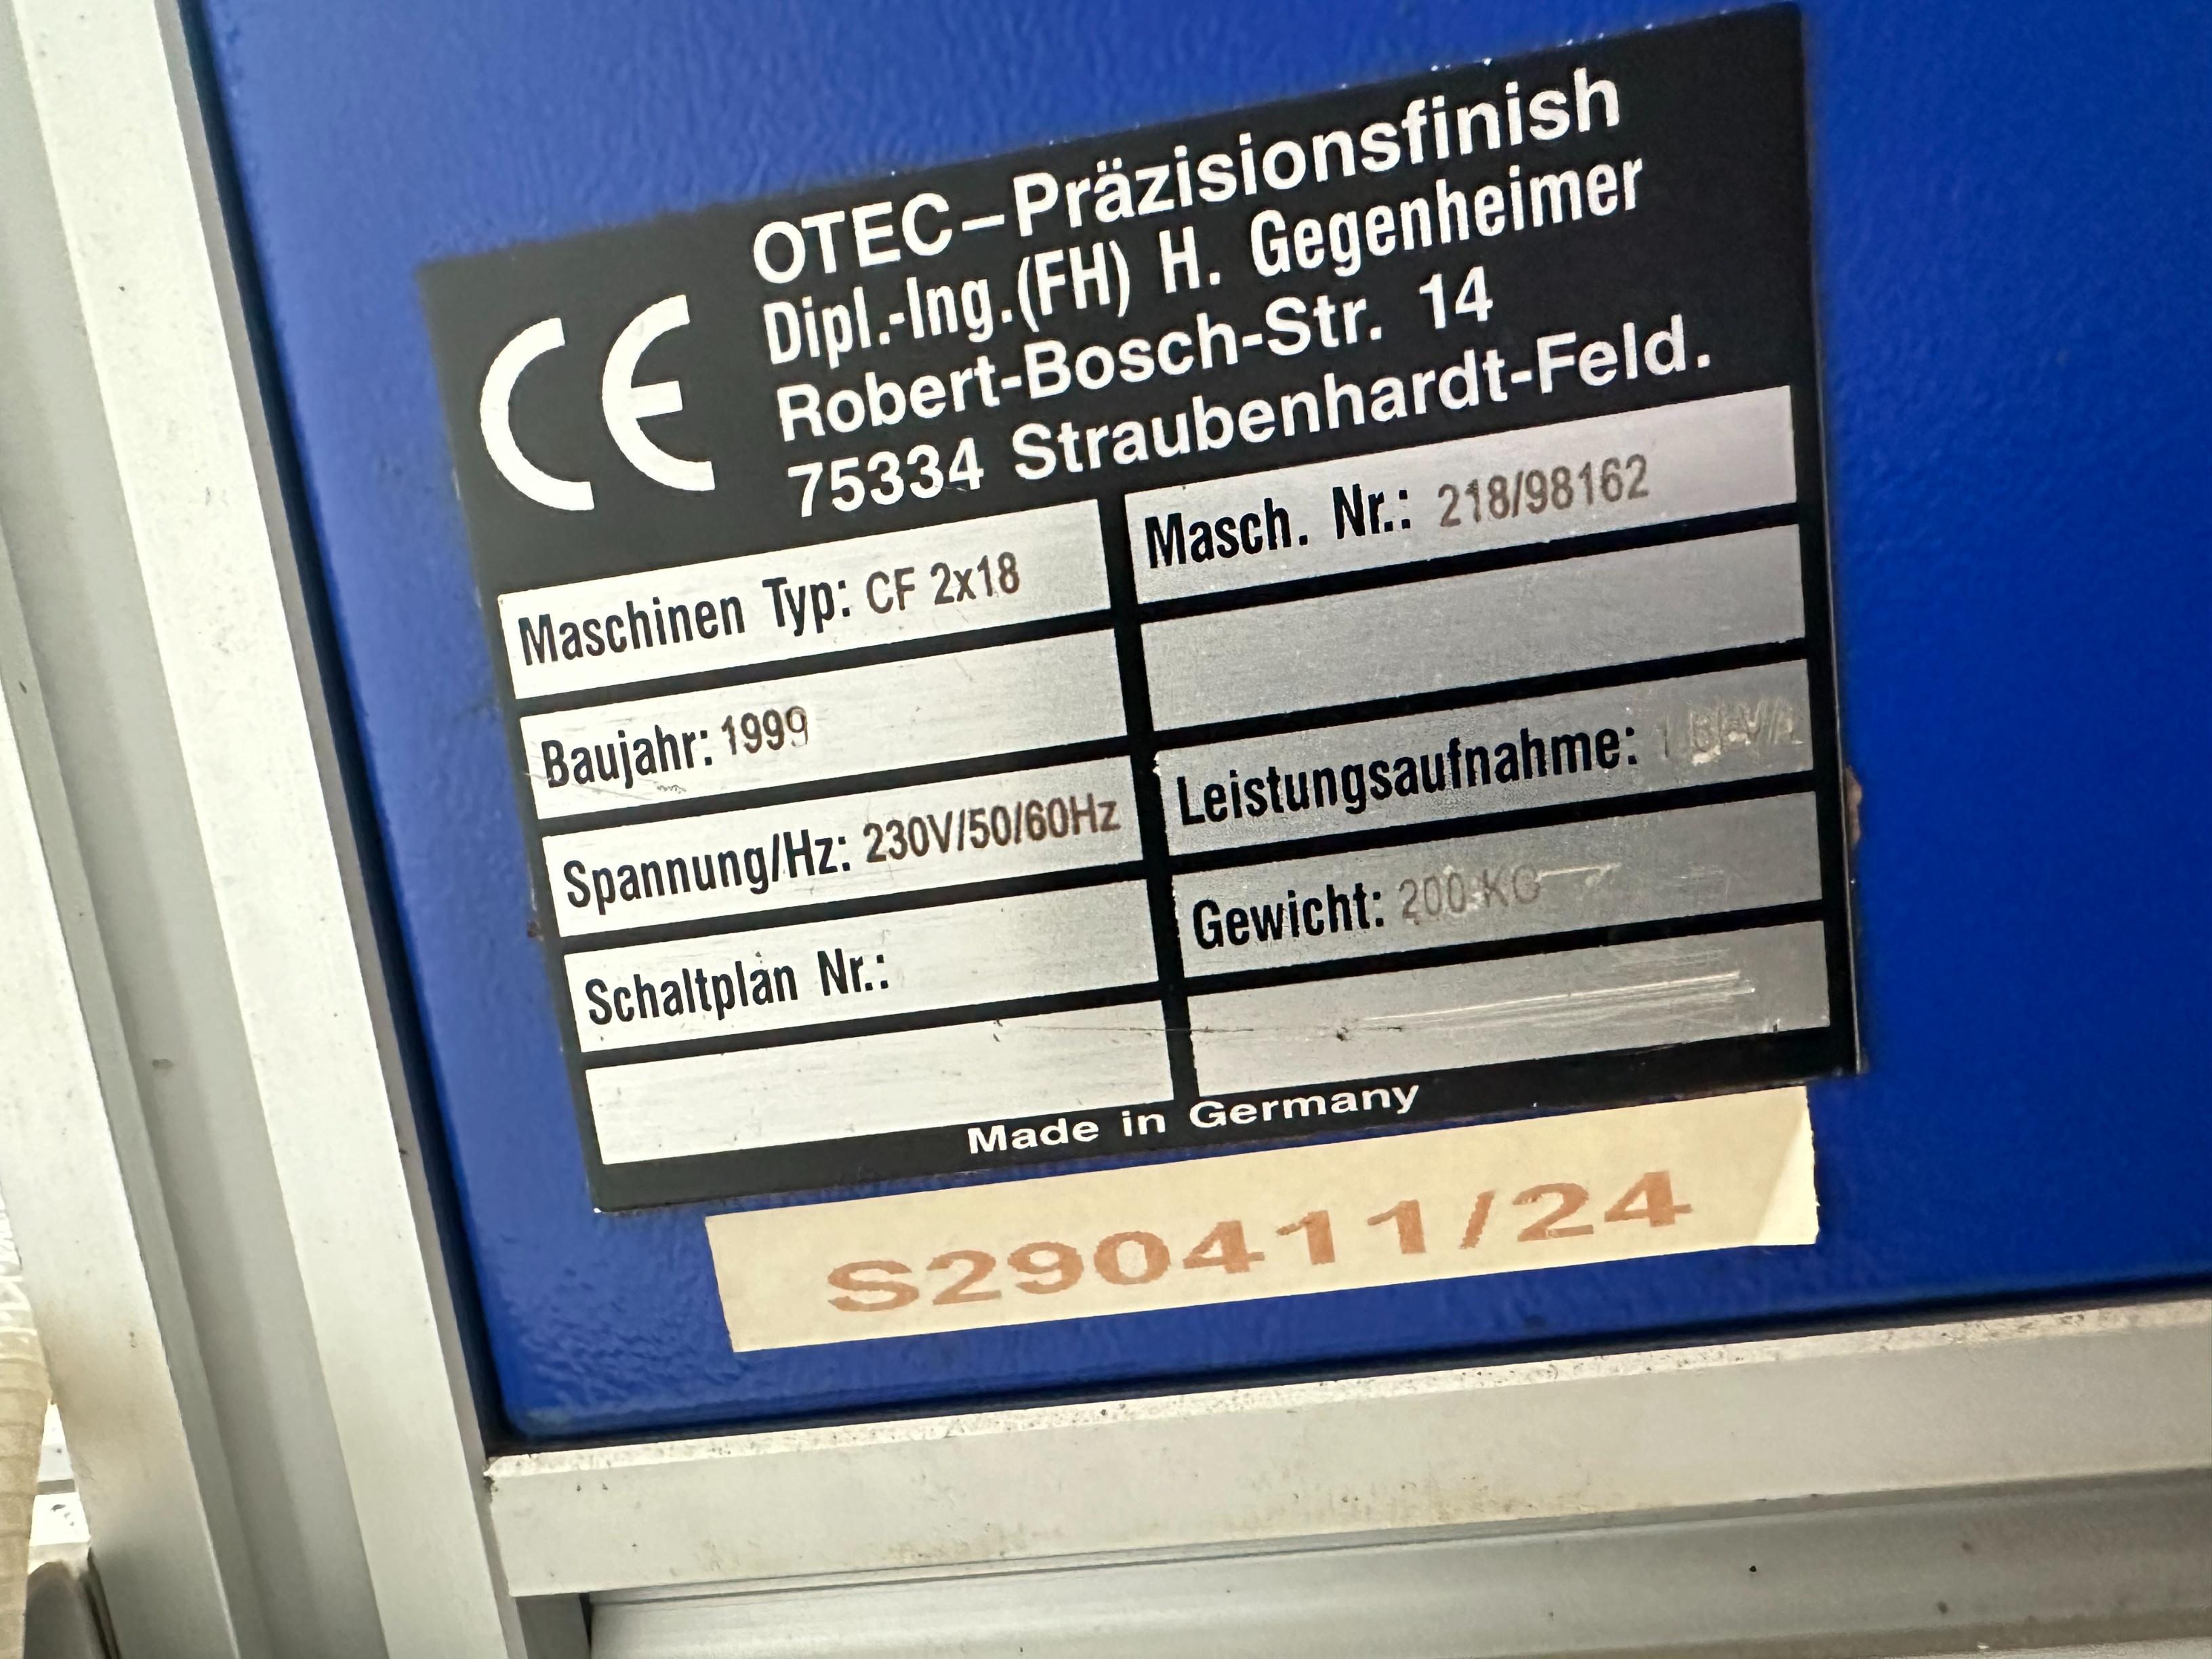 CE
OTEC–Präzisionsfinish
Dipl.-Ing.(FH) H. Gegenheimer
Robert-Bosch-Str. 14
75334 Straubenhardt-Feld.
Maschinen Typ: CF 2x18
Masch. Nr.: 218/98162
Baujahr: 1999
Spannung/Hz: 230V/50/60Hz
Leistungsaufnahme:
Schaltplan Nr.:
Gewicht: 200 KG
Made in Germany
S290411/24